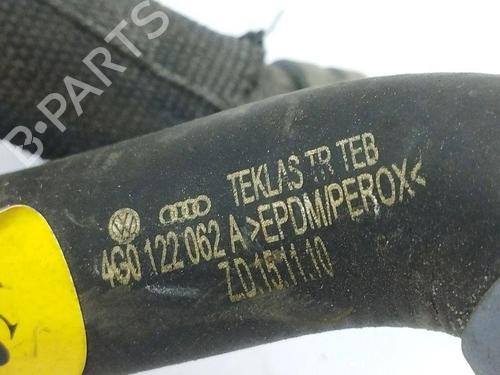 B-PARTS
TEKLAS TR TEB
4G0 122 062 A >EPDM/PEROX<
Z.D.15.11.10